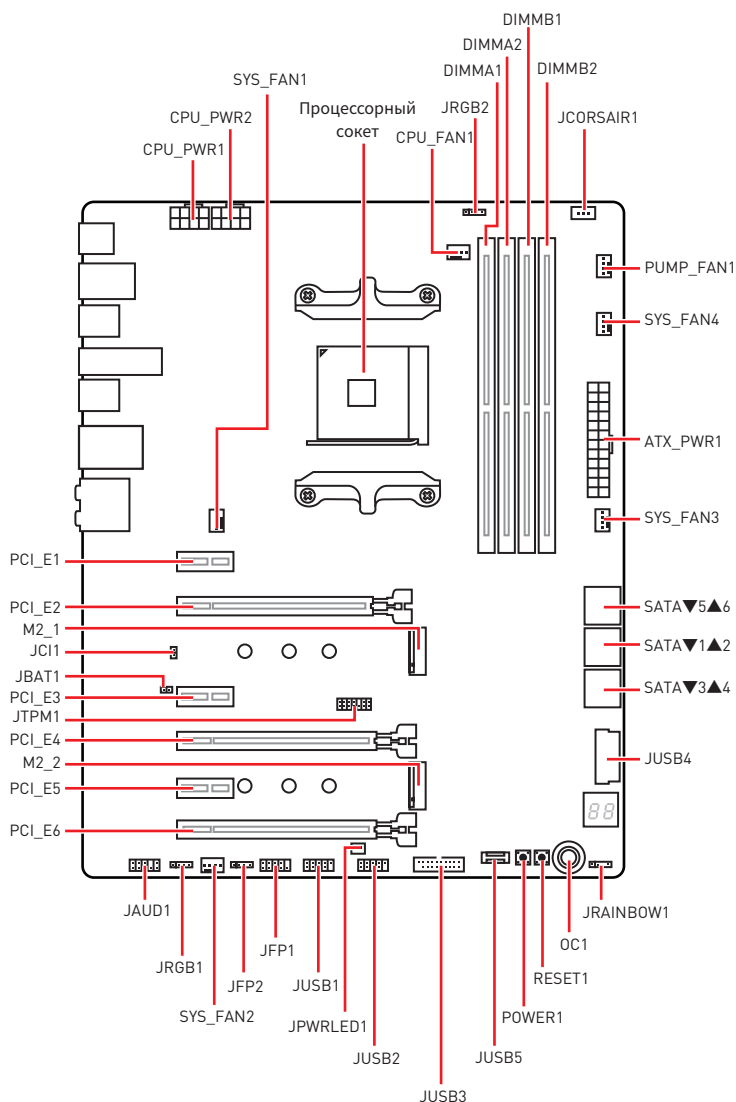 DIMMB1
DIMMA2
DIMMA1
DIMMB2
SYS_FAN1
JRGB2
Процессорный
сокет
CPU_PWR2
JCORSAIR1
CPU_FAN1
CPU_PWR1
PUMP_FAN1
SYS_FAN4
ATX_PWR1
SYS_FAN3
PCI_E1
PCI_E2
SATA▼5▲6
M2_1
JCI1
SATA▼1▲2
JBAT1
PCI_E3
SATA▼3▲4
JTPM1
PCI_E4
M2_2
JUSB4
PCI_E5
88
PCI_E6
JAUD1
JRAINBOW1
JRGB1
JFP1
OC1
JFP2
JUSB1
RESET1
SYS_FAN2
JPWRLED1
POWER1
JUSB2
JUSB5
JUSB3